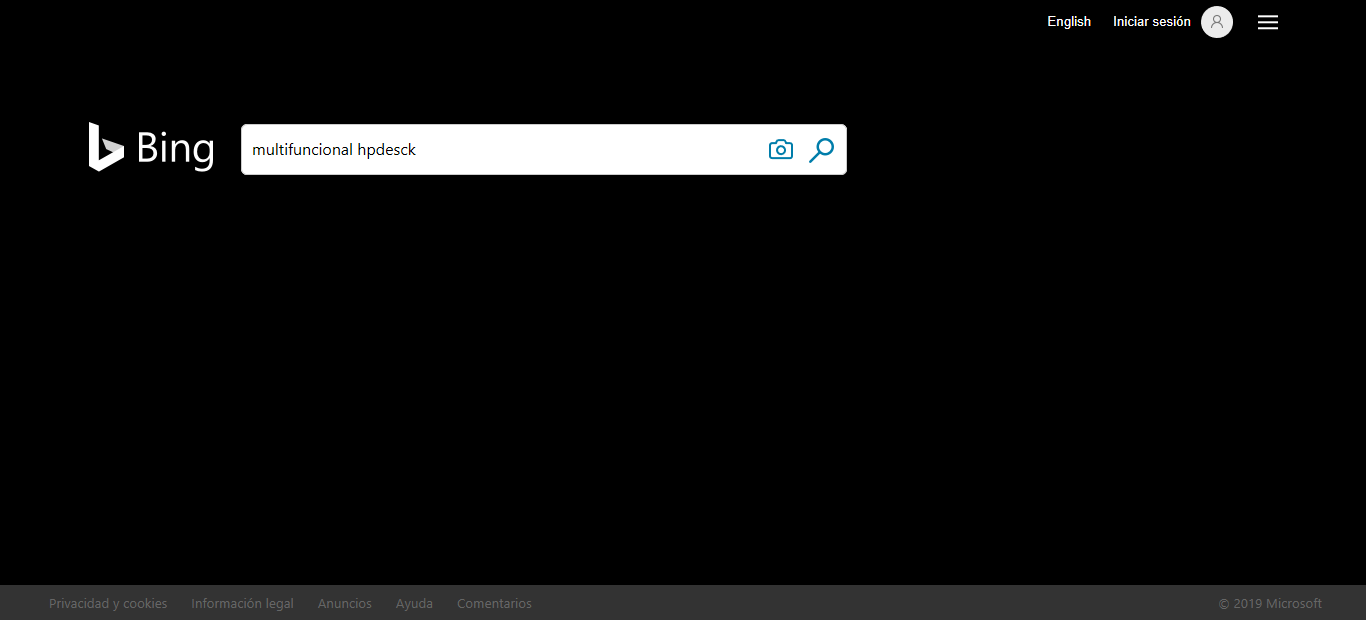 English Iniciar sesión
Bing multifuncional hpdesck
Privacidad y cookies Información legal Anuncios Ayuda Comentarios © 2019 Microsoft